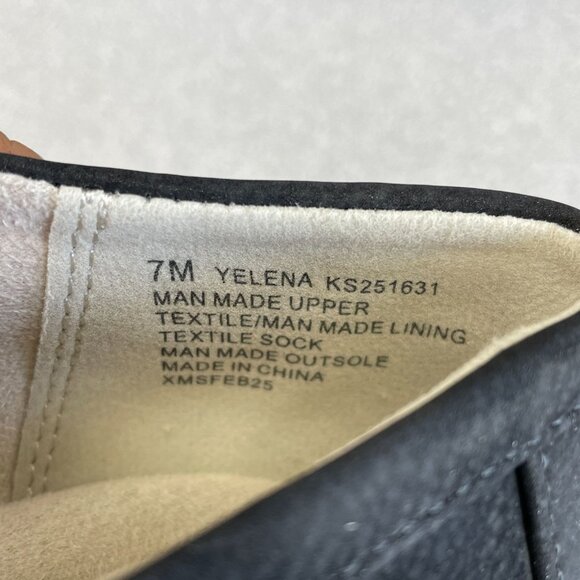 7M YELENA KS251631
MAN MADE UPPER
TEXTILE/MAN MADE LINING
TEXTILE SOCK
MAN MADE OUTSOLE
MADE IN CHINA
XMSFEB25